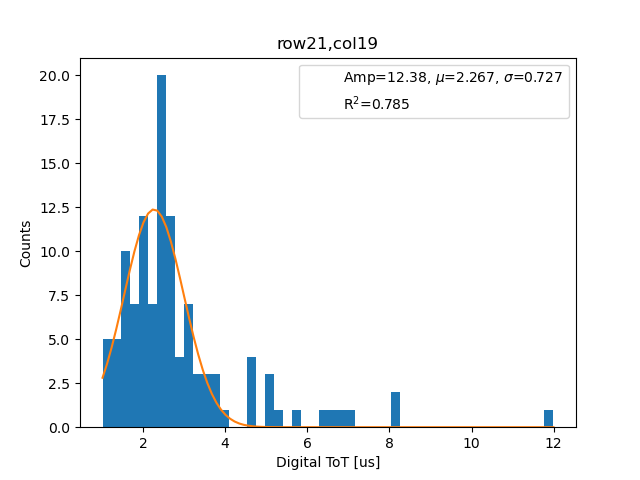 row21,col19
Amp=12.38, μ=2.267, σ=0.727
R²=0.785
20.0
17.5
15.0
12.5
10.0
7.5
5.0
2.5
0.0
Counts
2 4 6 8 10 12
Digital ToT [us]